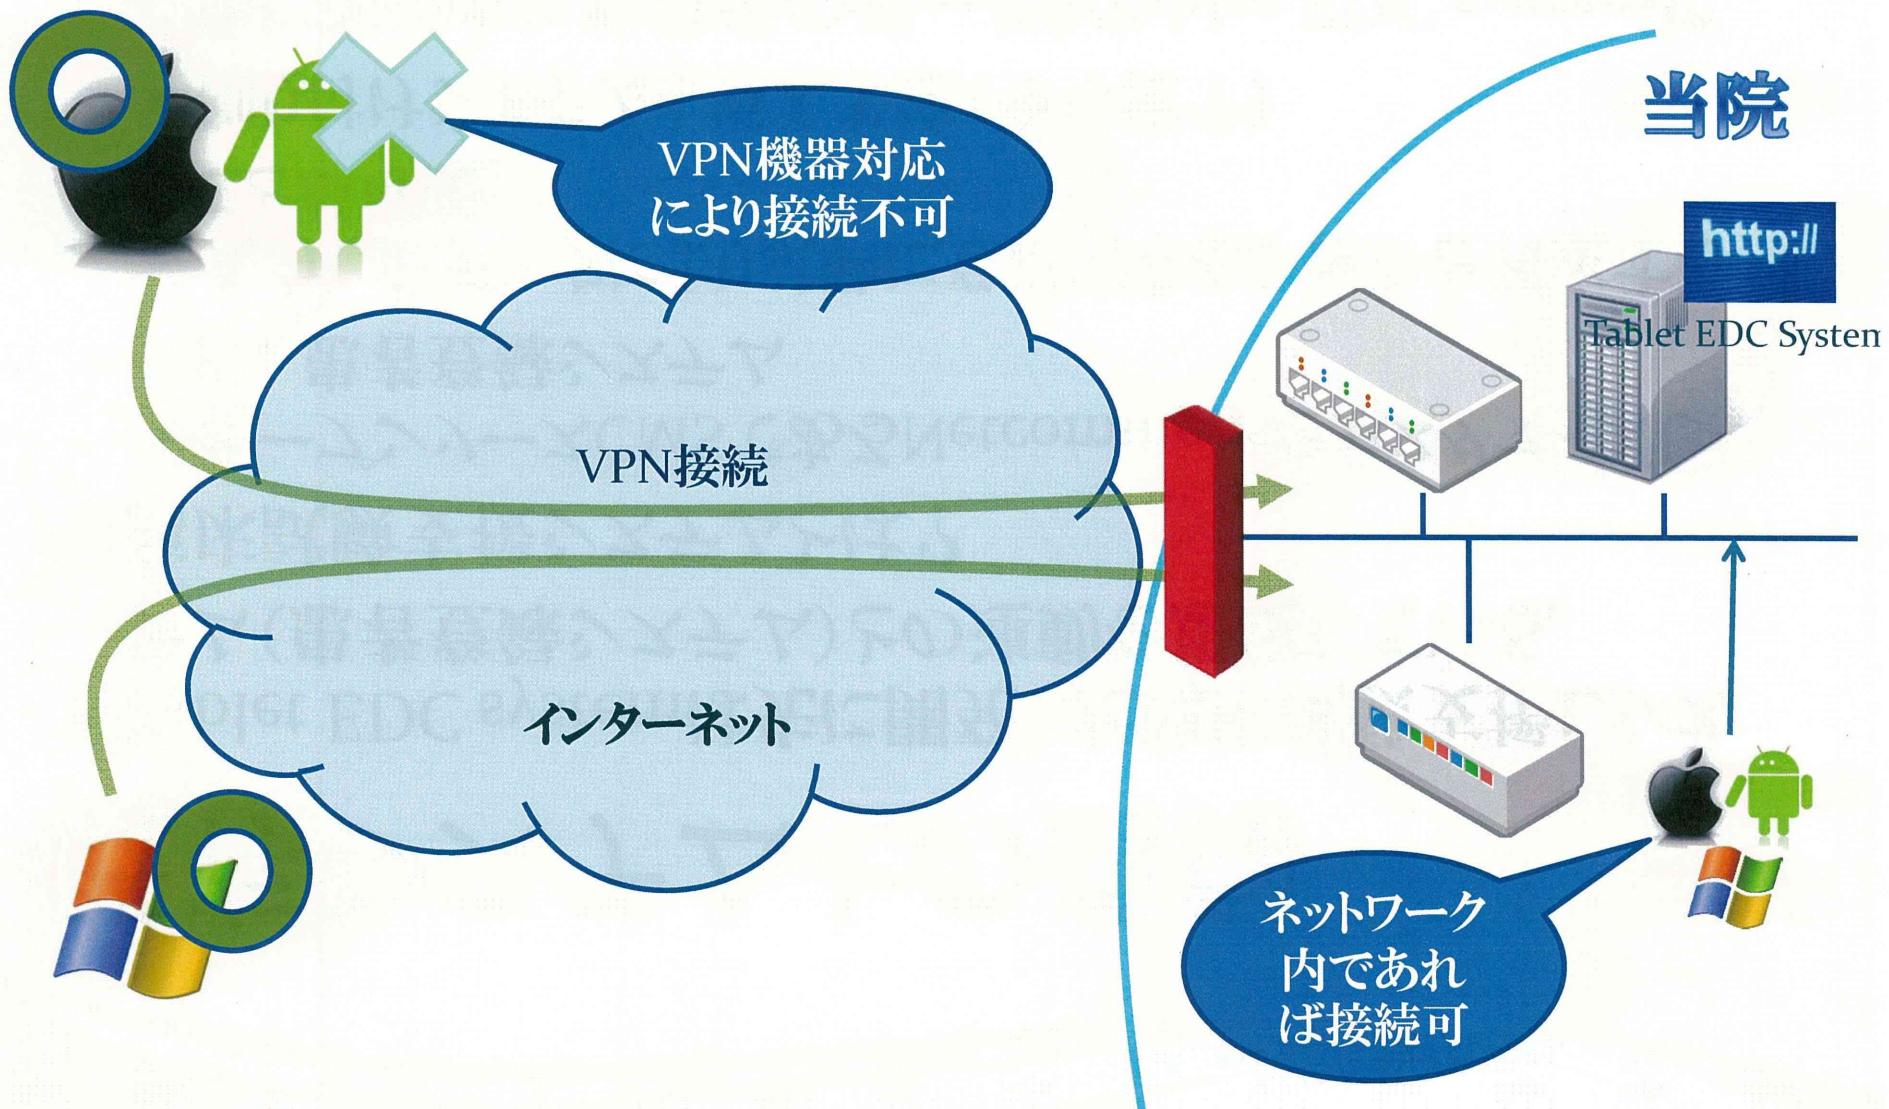 当院
VPN機器対応
により接続不可
http://
Tablet EDC System
VPN接続
インターネット
ネットワーク
内であれ
ば接続可